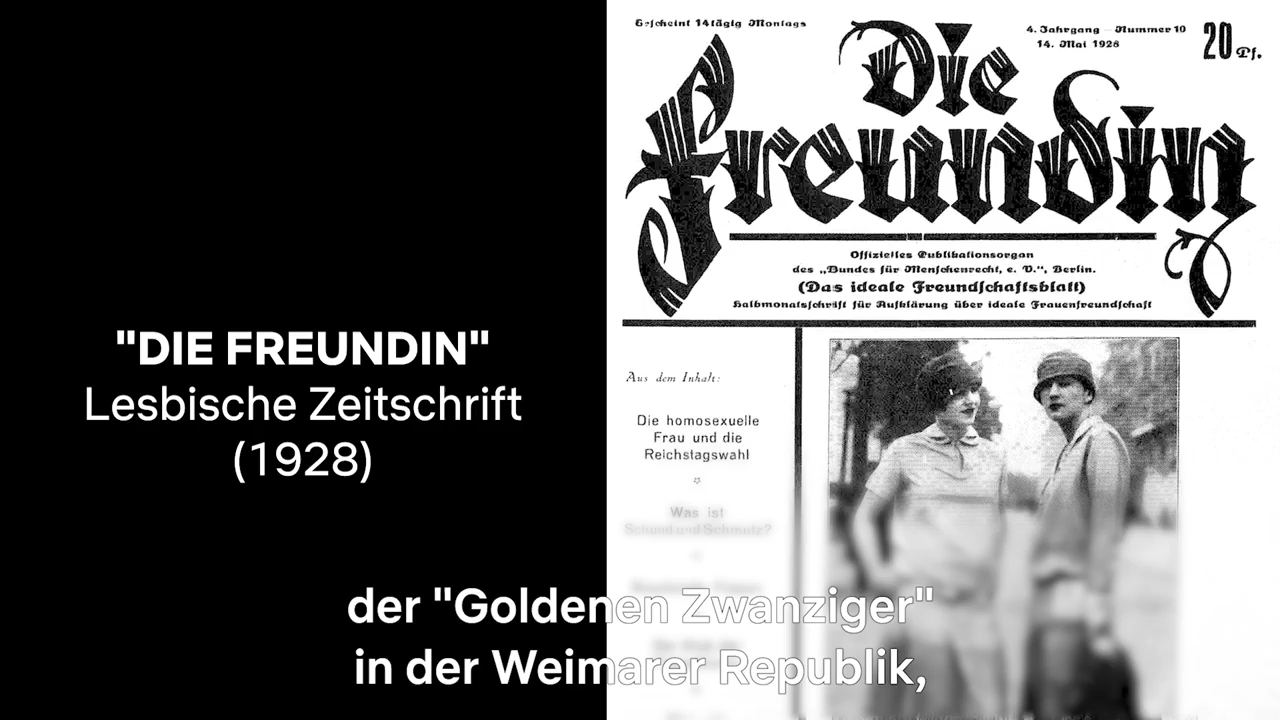 "DIE FREUNDIN"
Lesbische Zeitschrift
(1928)
Erscheint 14tägig Montags
4. Jahrgang Nummer 10
14. Mai 1928
20 Pf.
Die
Freundin
Offizielles Publikationsorgan
des „Bundes für Menschenrecht, e. V.“, Berlin.
(Das ideale Freundschaftsblatt)
Halbmonatsschrift für Aufklärung über ideale Frauenfreundschaft
Aus dem Inhalt:
Die homosexuelle
Frau und die
Reichstagswahl
Was ist
Schund und Schmutz?
der "Goldenen Zwanziger"
in der Weimarer Republik,